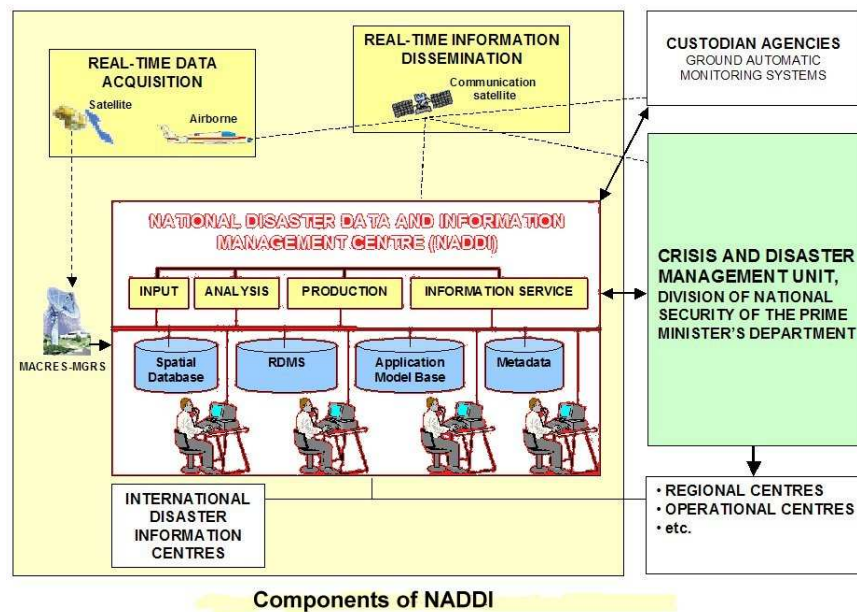 REAL-TIME DATA
ACQUISITION
Satellite
Airborne
REAL-TIME INFORMATION
DISSEMINATION
Communication
satellite
CUSTODIAN AGENCIES
GROUND AUTOMATIC
MONITORING SYSTEMS
NATIONAL DISASTER DATA AND INFORMATION
MANAGEMENT CENTRE (NADDI)
INPUT
ANALYSIS
PRODUCTION
INFORMATION SERVICE
CRISIS AND DISASTER
MANAGEMENT UNIT,
DIVISION OF NATIONAL
SECURITY OF THE PRIME
MINISTER'S DEPARTMENT
MACRES-MGRS
Spatial
Database
RDMS
Application
Model Base
Metadata
INTERNATIONAL
DISASTER
INFORMATION
CENTRES
• REGIONAL CENTRES
• OPERATIONAL CENTRES
• etc.
Components of NADDI